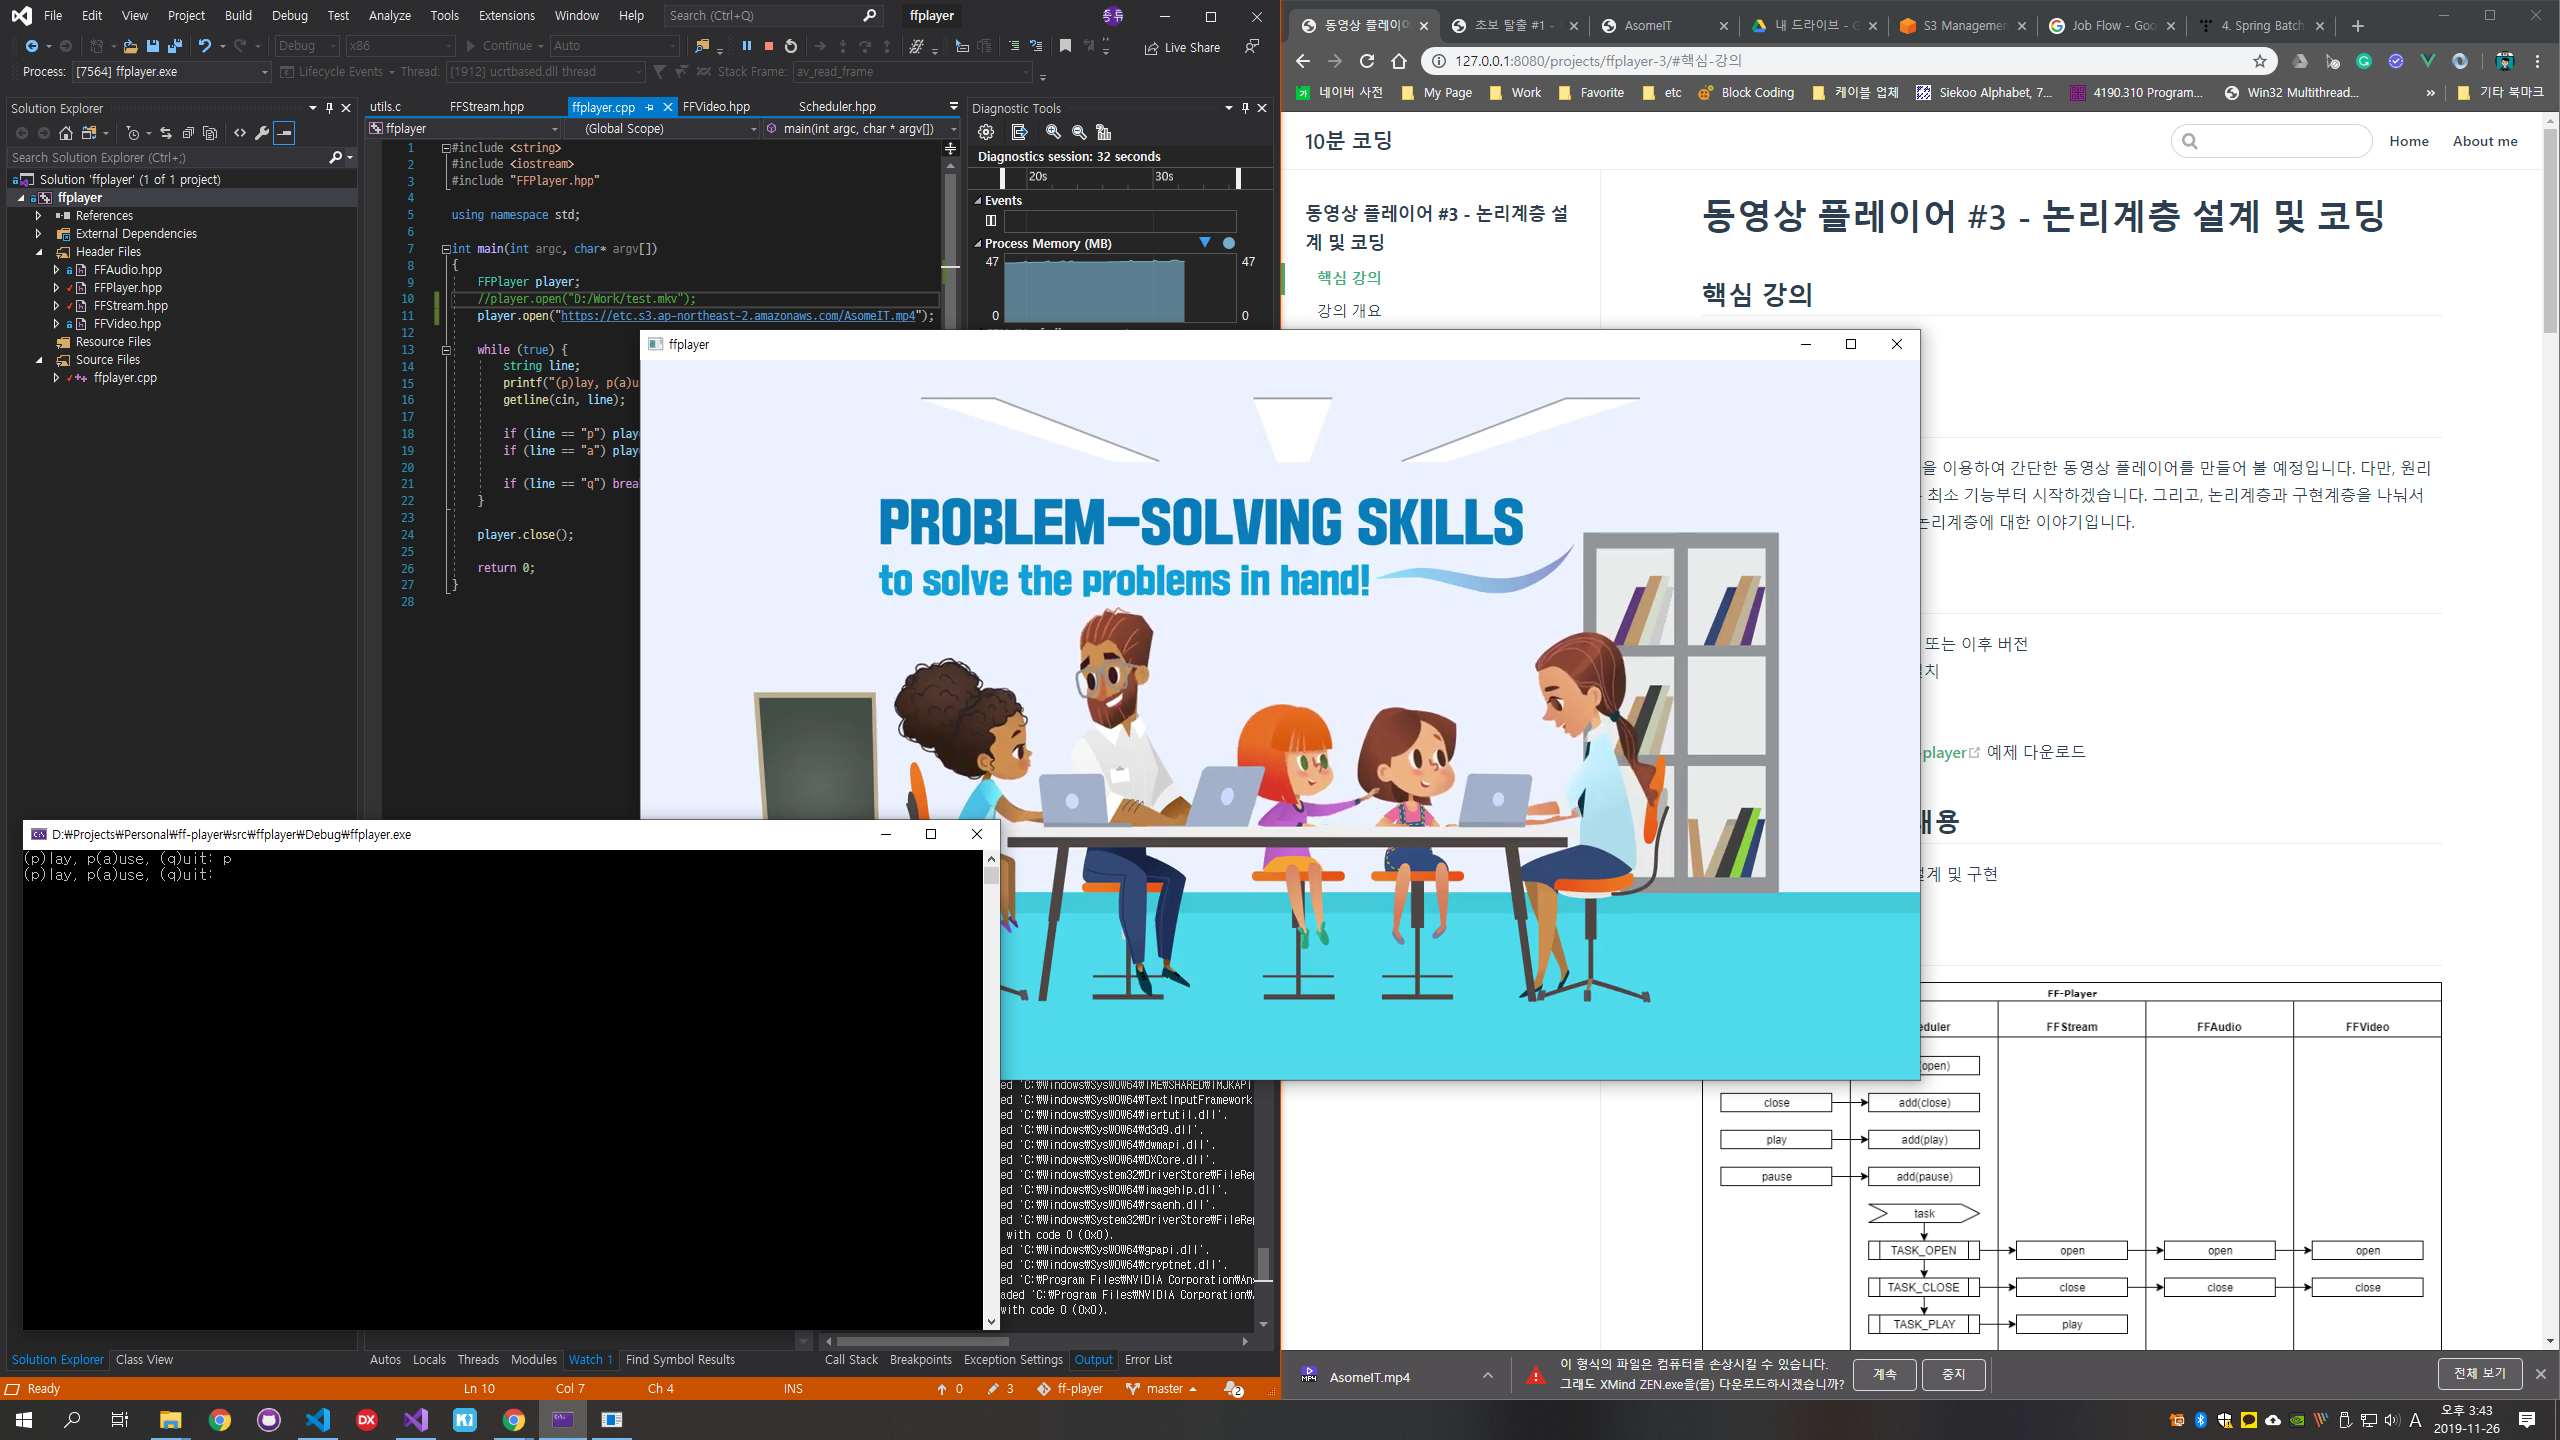 File Edit View Project Build Debug Test Analyze Tools Extensions Window Help Search (Ctrl+Q) ffplayer
Debug x86 Continue Auto Live Share
Process: [7564] ffplayer.exe Lifecycle Events Thread: [1912] ucrtbased.dll thread Stack Frame: av_read_frame
Solution Explorer
Search Solution Explorer (Ctrl+;)
Solution 'ffplayer' (1 of 1 project)
ffplayer
References
External Dependencies
Header Files
FFAudio.hpp
FFPlayer.hpp
FFStream.hpp
FFVideo.hpp
Resource Files
Source Files
ffplayer.cpp
utils.c FFStream.hpp ffplayer.cpp FFVideo.hpp Scheduler.hpp
ffplayer (Global Scope) main(int argc, char * argv[])
1 #include <string>
2 #include <iostream>
3 #include "FFPlayer.hpp"
4
5 using namespace std;
6
7 int main(int argc, char* argv[])
8 {
9 FFPlayer player;
10 //player.open("D:/Work/test.mkv");
11 player.open("https://etc.s3.ap-northeast-2.amazonaws.com/AsomeIT.mp4");
12
13 while (true) {
14 string line;
15 printf("(p)lay, p(a)u
16 getline(cin, line);
17
18 if (line == "p") play
19 if (line == "a") play
20
21 if (line == "q") brea
22 }
23
24 player.close();
25
26 return 0;
27 }
28
Diagnostic Tools
Diagnostics session: 32 seconds
20s 30s
Events
Process Memory (MB)
47 47
0 0
ffplayer
PROBLEM-SOLVING SKILLS
to solve the problems in hand!
D:₩Projects₩Personal₩ff-player₩src₩ffplayer₩Debug₩ffplayer.exe
(p)lay, p(a)use, (q)uit: p
(p)lay, p(a)use, (q)uit:
ed 'C:₩Windows₩SysWOW64₩IME₩SHARED₩IMJKAPI
ed 'C:₩Windows₩SysWOW64₩TextInputFramework
ed 'C:₩Windows₩SysWOW64₩iertutil.dll'.
ed 'C:₩Windows₩SysWOW64₩d3d9.dll'.
ed 'C:₩Windows₩SysWOW64₩dwmapi.dll'.
ed 'C:₩Windows₩SysWOW64₩DXCore.dll'.
ed 'C:₩Windows₩System32₩DriverStore₩FileRe
ed 'C:₩Windows₩SysWOW64₩imagehlp.dll'.
ed 'C:₩Windows₩SysWOW64₩rsaenh.dll'.
ed 'C:₩Windows₩System32₩DriverStore₩FileRe
with code 0 (0x0).
ed 'C:₩Windows₩SysWOW64₩gpapi.dll'.
ed 'C:₩Windows₩SysWOW64₩cryptnet.dll'.
ed 'C:₩Program Files₩NVIDIA Corporation₩An
aded 'C:₩Program Files₩NVIDIA Corporation₩
with code 0 (0x0).
Solution Explorer Class View Autos Locals Threads Modules Watch 1 Find Symbol Results Call Stack Breakpoints Exception Settings Output Error List
Ready Ln 10 Col 7 Ch 4 INS 0 3 ff-player master 2
동영상 플레이어 초보 탈출 #1 - AsomeIT 내 드라이브 - G S3 Managemen Job Flow - Goo 4. Spring Batch
127.0.0.1:8080/projects/ffplayer-3/#핵심-강의
네이버 사전 My Page Work Favorite etc Block Coding 케이블 업체 Siekoo Alphabet, 7... 4190.310 Program... Win32 Multithread... » 기타 북마크
10분 코딩 Home About me
동영상 플레이어 #3 - 논리계층 설
계 및 코딩
핵심 강의
강의 개요
동영상 플레이어 #3 - 논리계층 설계 및 코딩
핵심 강의
을 이용하여 간단한 동영상 플레이어를 만들어 볼 예정입니다. 다만, 원리
최소 기능부터 시작하겠습니다. 그리고, 논리계층과 구현계층을 나눠서
논리계층에 대한 이야기입니다.
또는 이후 버전
치
player 예제 다운로드
내용
설계 및 구현
FF-Player
eduler FFStream FFAudio FFVideo
open)
close add(close)
play add(play)
pause add(pause)
task
TASK_OPEN open open open
TASK_CLOSE close close close
TASK_PLAY play
AsomeIT.mp4
이 형식의 파일은 컴퓨터를 손상시킬 수 있습니다.
그래도 XMind ZEN.exe을(를) 다운로드하시겠습니까?
계속 중지 전체 보기
A 오후 3:43
2019-11-26